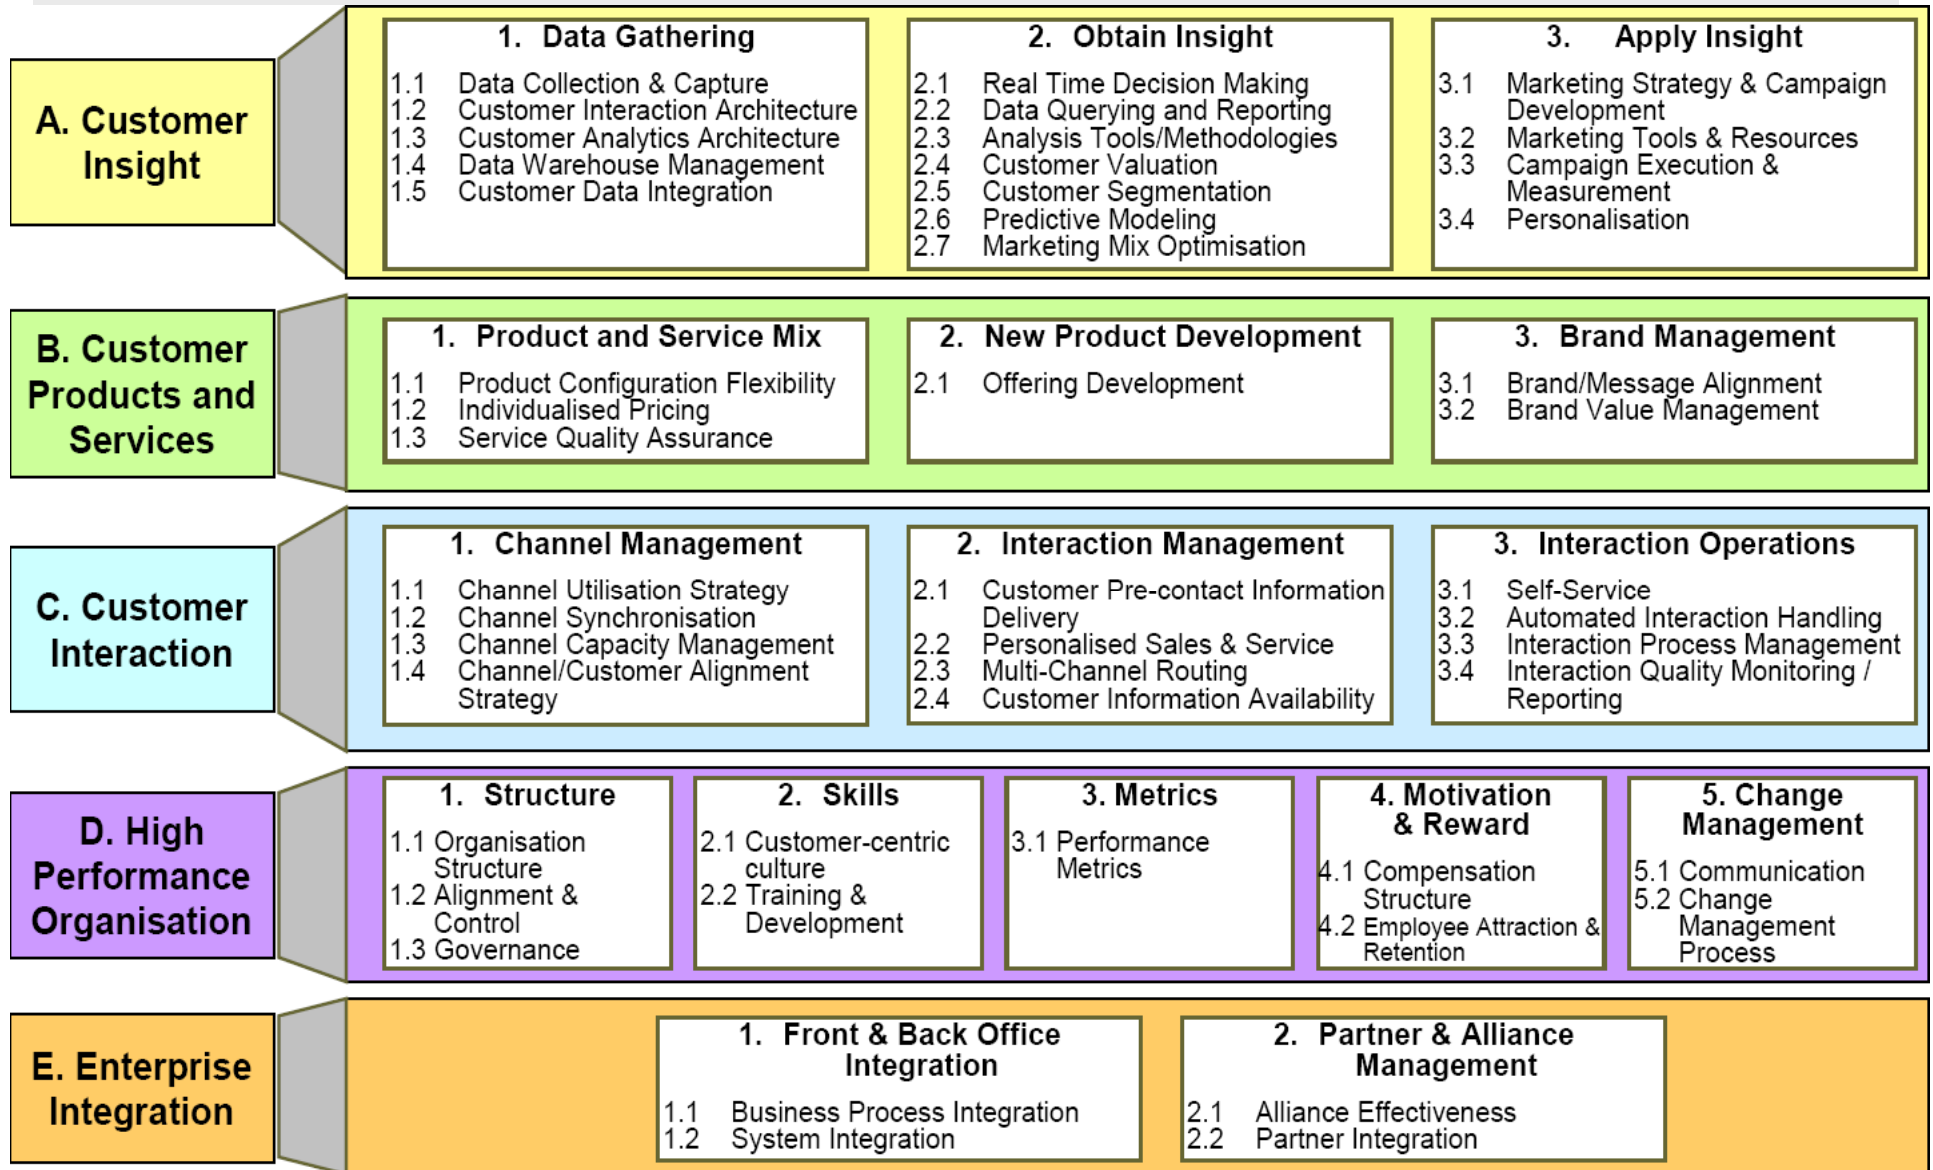 A. Customer
Insight
1. Data Gathering
1.1 Data Collection & Capture
1.2 Customer Interaction Architecture
1.3 Customer Analytics Architecture
1.4 Data Warehouse Management
1.5 Customer Data Integration
2. Obtain Insight
2.1 Real Time Decision Making
2.2 Data Querying and Reporting
2.3 Analysis Tools/Methodologies
2.4 Customer Valuation
2.5 Customer Segmentation
2.6 Predictive Modeling
2.7 Marketing Mix Optimisation
3. Apply Insight
3.1 Marketing Strategy & Campaign
Development
3.2 Marketing Tools & Resources
3.3 Campaign Execution &
Measurement
3.4 Personalisation
B. Customer
Products and
Services
1. Product and Service Mix
1.1 Product Configuration Flexibility
1.2 Individualised Pricing
1.3 Service Quality Assurance
2. New Product Development
2.1 Offering Development
3. Brand Management
3.1 Brand/Message Alignment
3.2 Brand Value Management
C. Customer
Interaction
1. Channel Management
1.1 Channel Utilisation Strategy
1.2 Channel Synchronisation
1.3 Channel Capacity Management
1.4 Channel/Customer Alignment
Strategy
2. Interaction Management
2.1 Customer Pre-contact Information
Delivery
2.2 Personalised Sales & Service
2.3 Multi-Channel Routing
2.4 Customer Information Availability
3. Interaction Operations
3.1 Self-Service
3.2 Automated Interaction Handling
3.3 Interaction Process Management
3.4 Interaction Quality Monitoring /
Reporting
D. High
Performance
Organisation
1. Structure
1.1 Organisation
Structure
1.2 Alignment &
Control
1.3 Governance
2. Skills
2.1 Customer-centric
culture
2.2 Training &
Development
3. Metrics
3.1 Performance
Metrics
4. Motivation
& Reward
4.1 Compensation
Structure
4.2 Employee Attraction &
Retention
5. Change
Management
5.1 Communication
5.2 Change
Management
Process
E. Enterprise
Integration
1. Front & Back Office
Integration
1.1 Business Process Integration
1.2 System Integration
2. Partner & Alliance
Management
2.1 Alliance Effectiveness
2.2 Partner Integration